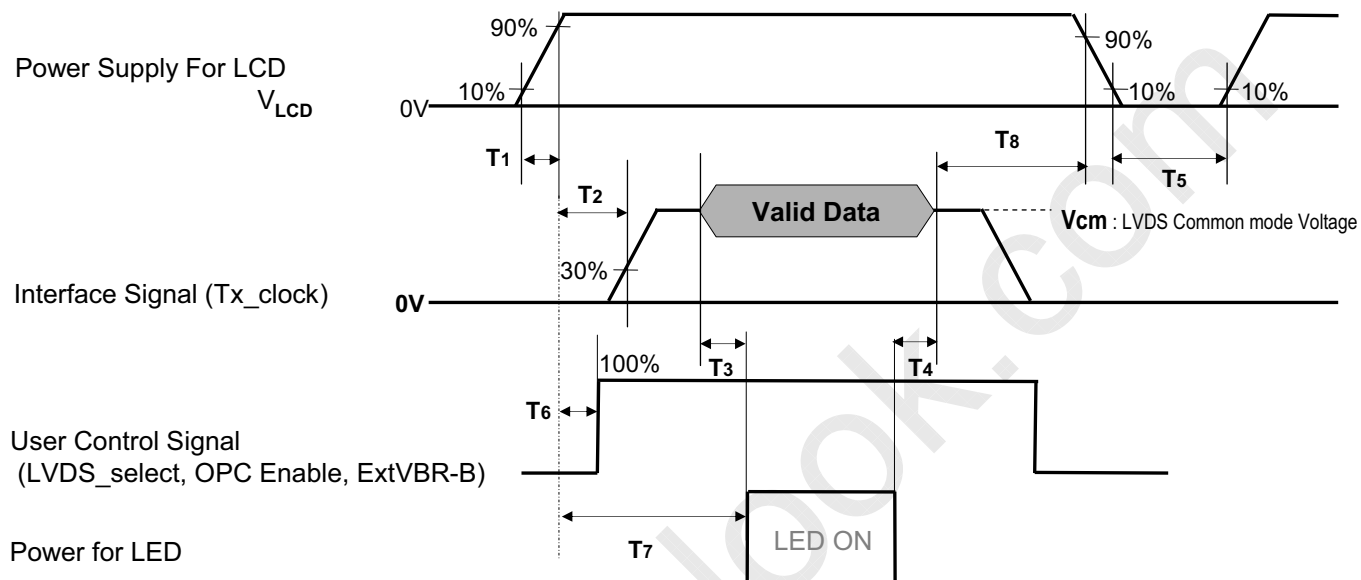 90%
90%
Power Supply For LCD
VLCD
10%
0V
10%
10%
T1
T8
T5
T2
Valid Data
Vcm : LVDS Common mode Voltage
30%
Interface Signal (Tx_clock)
0V
100%
T3
T4
T6
User Control Signal
(LVDS_select, OPC Enable, ExtVBR-B)
T7
LED ON
Power for LED
look.com